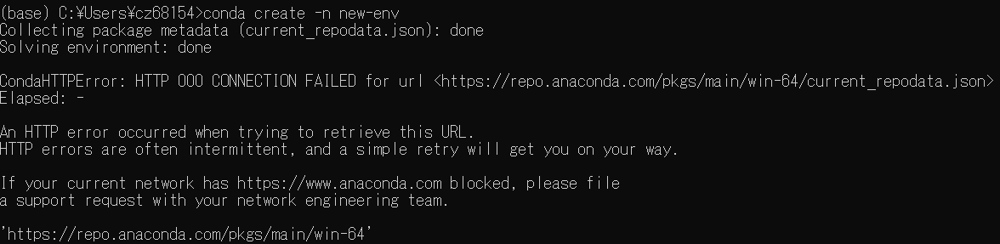 (base) C:¥Users¥cz68154>conda create -n new-env
Collecting package metadata (current_repodata.json): done
Solving environment: done
CondaHTTPError: HTTP 000 CONNECTION FAILED for url <https://repo.anaconda.com/pkgs/main/win-64/current_repodata.json>
Elapsed: -
An HTTP error occurred when trying to retrieve this URL.
HTTP errors are often intermittent, and a simple retry will get you on your way.
If your current network has https://www.anaconda.com blocked, please file
a support request with your network engineering team.
'https://repo.anaconda.com/pkgs/main/win-64'